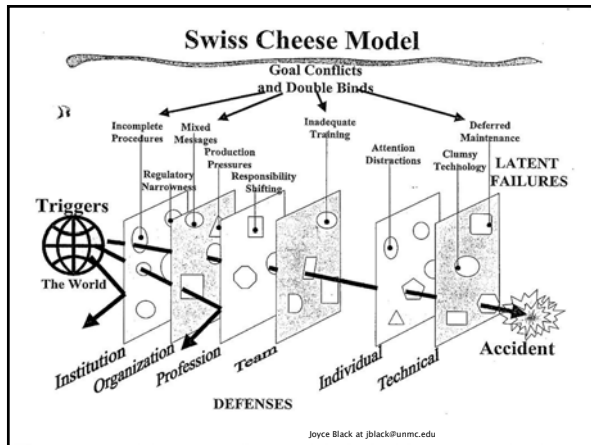 Swiss Cheese Model
Goal Conflicts
and Double Binds
Incomplete
Procedures
Mixed
Messages
Inadequate
Training
Deferred
Maintenance
Regulatory
Narrowness
Production
Pressures
Responsibility
Shifting
Attention
Distractions
Clumsy
Technology
LATENT
FAILURES
Triggers
The World
Institution
Organization
Profession
Team
Individual
Technical
Accident
DEFENSES
Joyce Black at jblack@unmc.edu